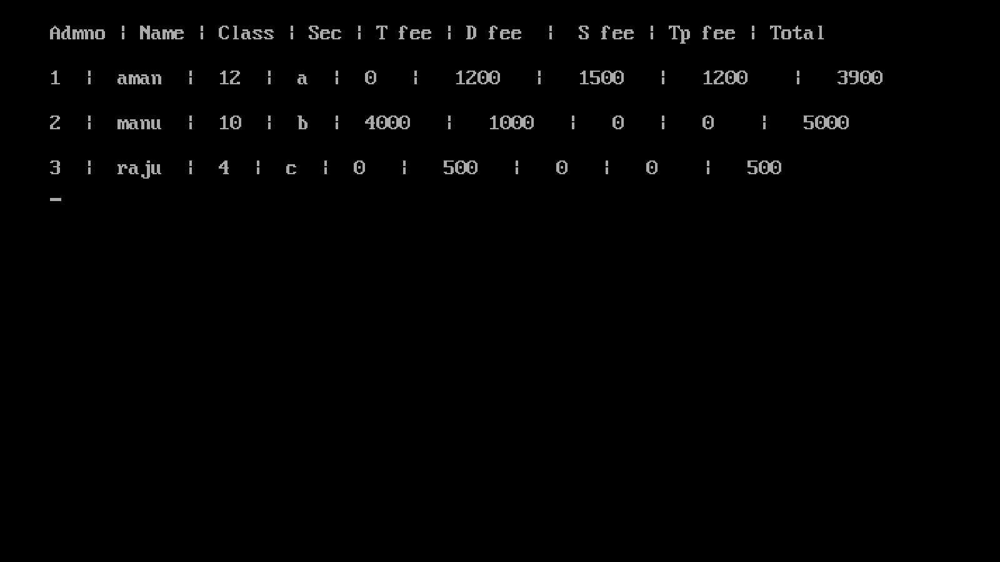 Admno ¦ Name ¦ Class ¦ Sec ¦ T fee ¦ D fee  ¦  S fee ¦ Tp fee ¦ Total
1  ¦  aman  ¦  12  ¦  a  ¦  0   ¦   1200   ¦   1500   ¦   1200    ¦   3900
2  ¦  manu  ¦  10  ¦  b  ¦  4000   ¦   1000   ¦   0   ¦   0    ¦   5000
3  ¦  raju  ¦  4  ¦  c  ¦  0   ¦   500   ¦   0   ¦   0    ¦   500
_